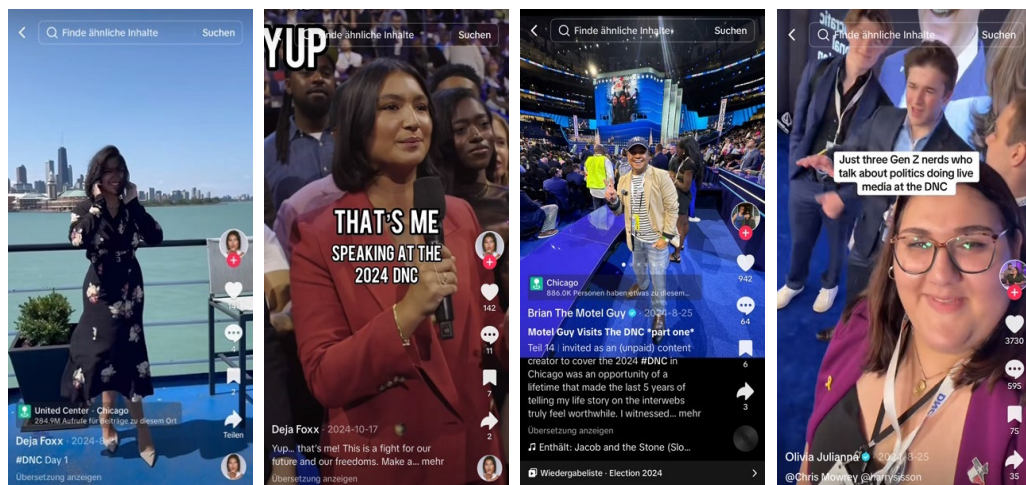 Finde ähnliche Inhalte
Suchen
2
Teilen
United Center · Chicago
284.9M Aufrufe für Beiträge zu diesem Ort
Deja Foxx
#DNC Day 1
Übersetzung anzeigen
YUP
nde ähnliche Inhalte
Suchen
THAT'S ME
SPEAKING AT THE
2024 DNC
142
11
7
2
Deja Foxx · 2024-10-17
Yup... that's me! This is a fight for our
future and our freedoms. Make a... mehr
Übersetzung anzeigen
Finde ähnliche Inhalte
Suchen
942
64
6
3
Chicago
886.0K Personen haben etwas zu diesem...
Brian The Motel Guy · 2024-8-25
Motel Guy Visits The DNC *part one*
Teil 14 | invited as an (unpaid) content
creator to cover the 2024 #DNC in
Chicago was an opportunity of a
lifetime that made the last 5 years of
telling my life story on the interwebs
truly feel worthwhile. I witnessed... mehr
Übersetzung anzeigen
Enthält: Jacob and the Stone (Slo...
Wiedergabeliste · Election 2024
Finde ähnliche Inhalte
Suchen
Just three Gen Z nerds who
talk about politics doing live
media at the DNC
3730
595
75
35
DNC
Olivia Julianna
@Chris Mowrey @harryjsisson